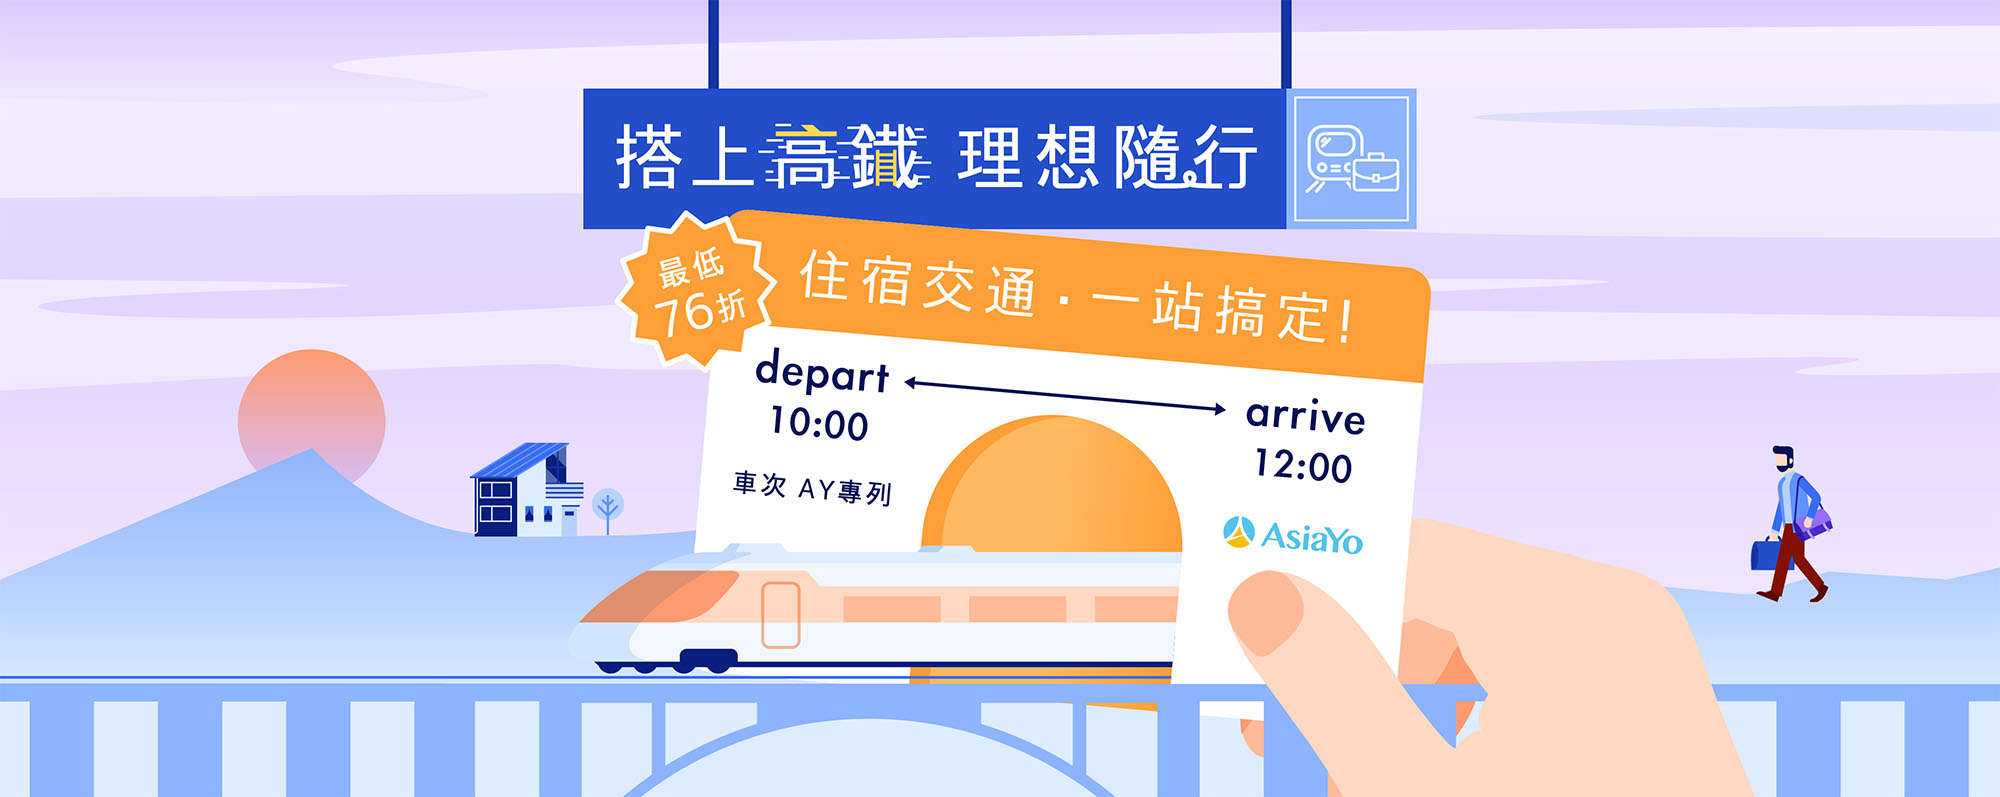 搭上高鐵 理想隨行
最低
76折
住宿交通·一站搞定!
depart
10:00
arrive
12:00
車次 AY專列
AsiaYo